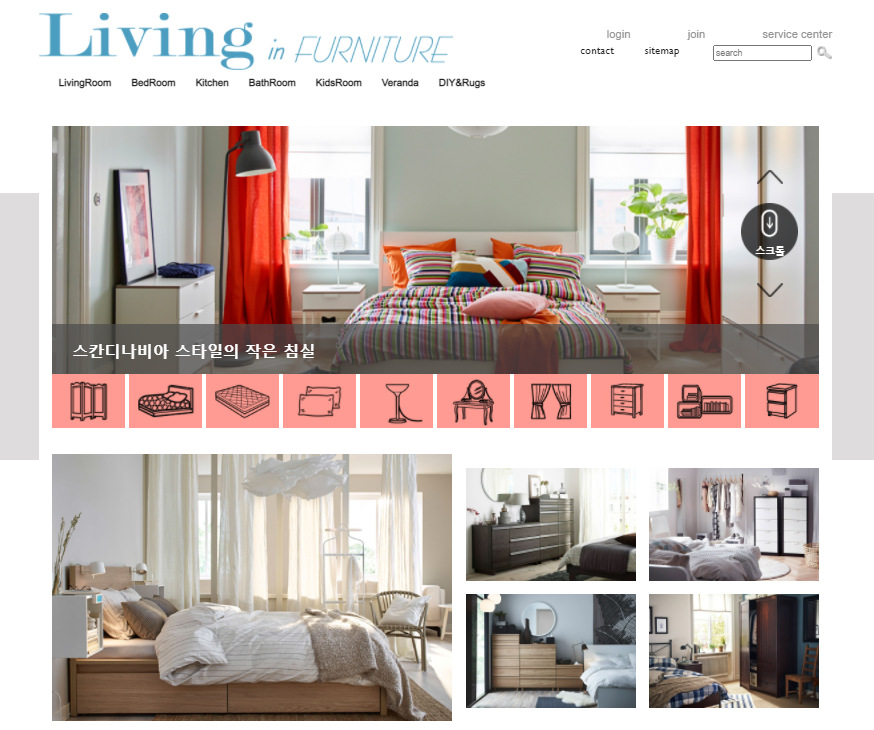 Living in FURNITURE
login join service center
contact sitemap search
LivingRoom BedRoom Kitchen BathRoom KidsRoom Veranda DIY&Rugs
스크롤
스칸디나비아 스타일의 작은 침실